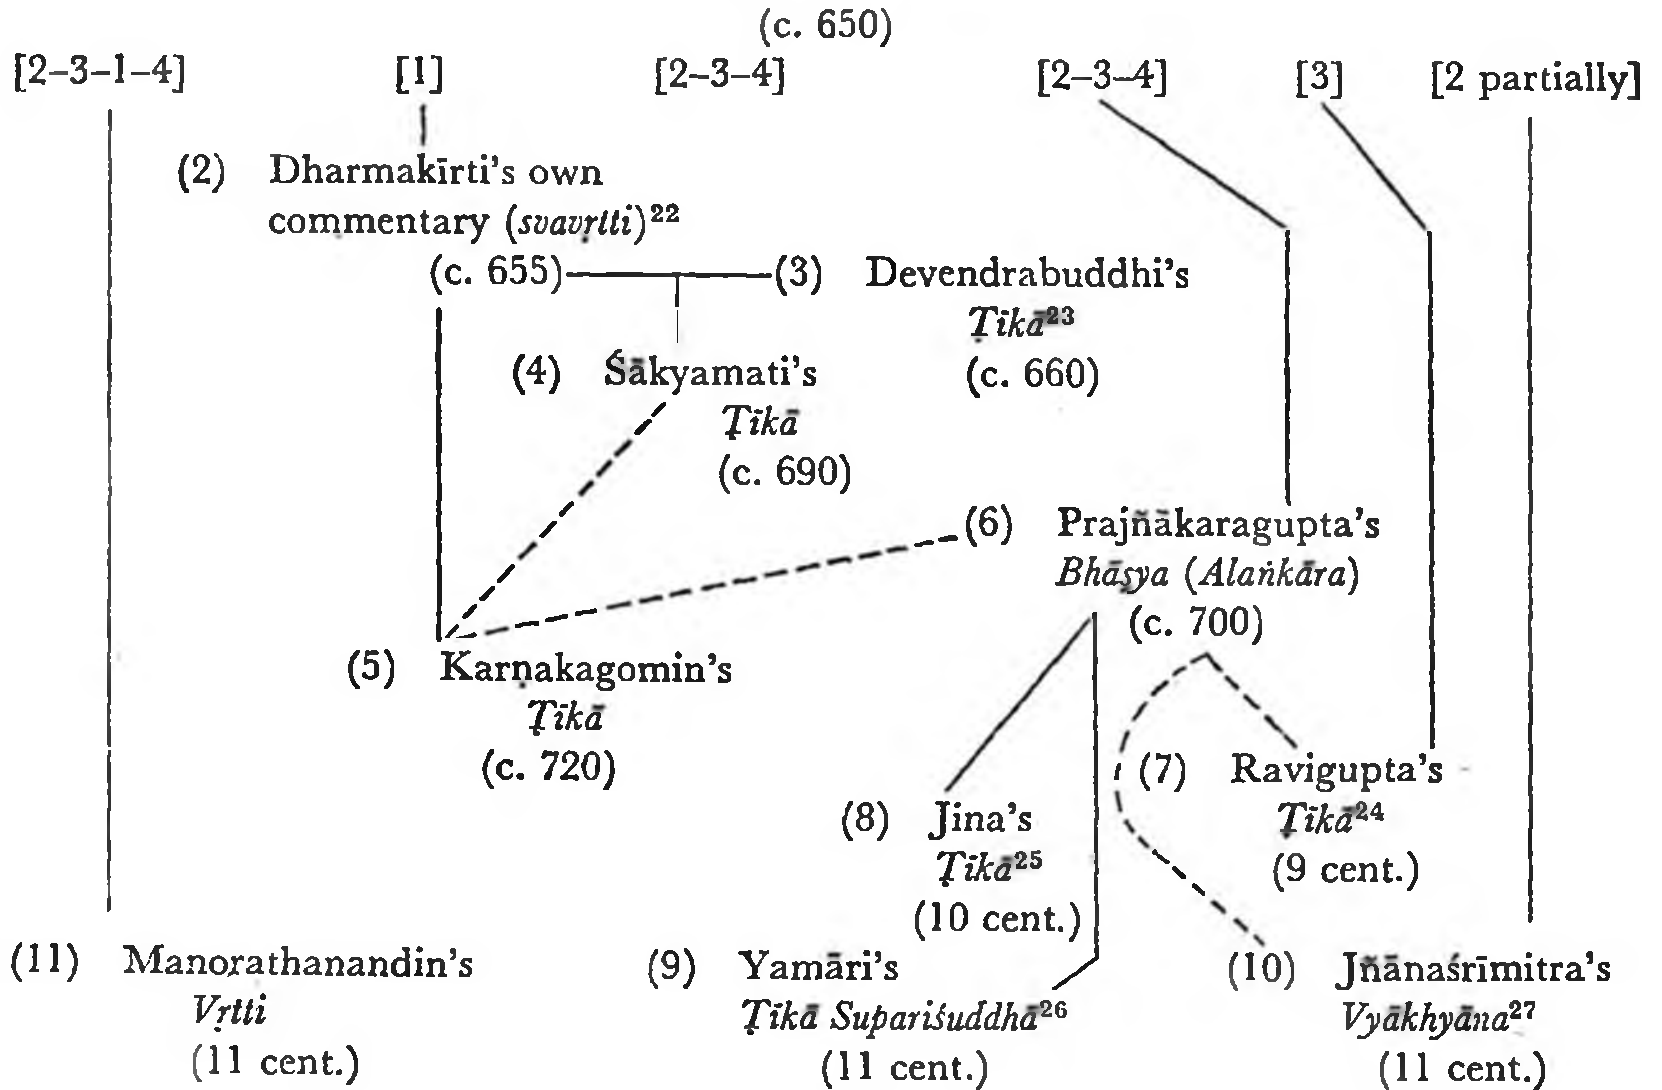 (c. 650)
[2-3-1-4] [1] [2-3-4] [2-3-4] [3] [2 partially]
(2) Dharmakīrti's own
commentary (svavṛtti)²²
(c. 655) (3) Devendrabuddhi's
Ṭīkā²³
(4) Śākyamati's (c. 660)
Ṭīkā
(c. 690)
(6) Prajñākaragupta's
Bhāṣya (Alaṅkāra)
(c. 700)
(5) Karṇakagomin's
Ṭīkā
(c. 720)
(7) Ravigupta's
(8) Jina's Ṭīkā²⁴
Ṭīkā²⁵ (9 cent.)
(10 cent.)
(11) Manorathanandin's (9) Yamāri's (10) Jñānaśrīmitra's
Vṛtti Ṭīkā Supariśuddhā²⁶ Vyākhyāna²⁷
(11 cent.) (11 cent.) (11 cent.)